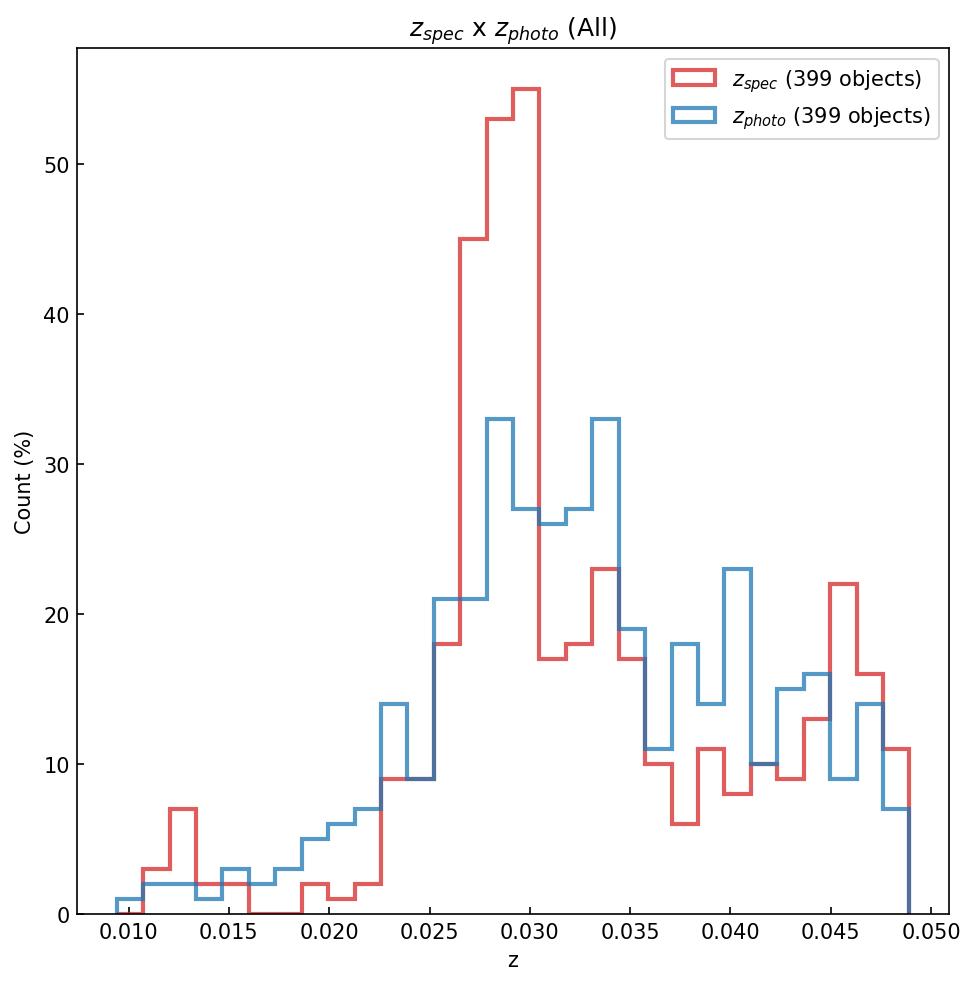 z_spec x z_photo (All)
z_spec (399 objects)
z_photo (399 objects)
Count (%)
50
40
30
20
10
0
0.010 0.015 0.020 0.025 0.030 0.035 0.040 0.045 0.050
z